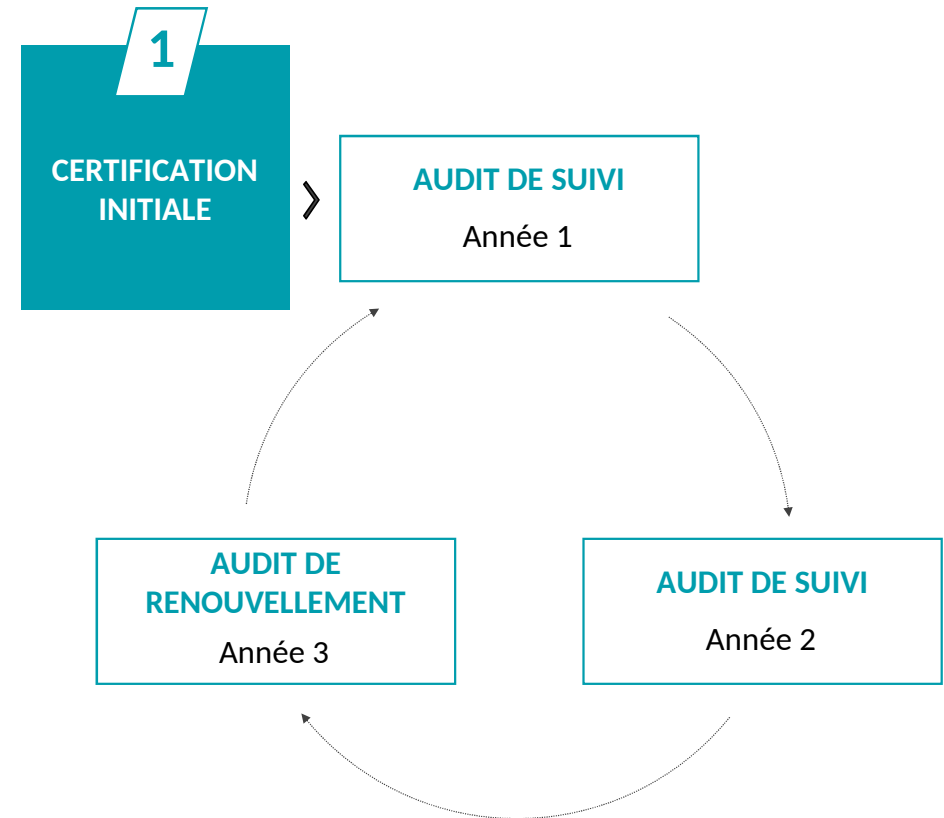 1
CERTIFICATION
INITIALE
AUDIT DE SUIVI
Année 1
AUDIT DE SUIVI
Année 2
AUDIT DE
RENOUVELLEMENT
Année 3